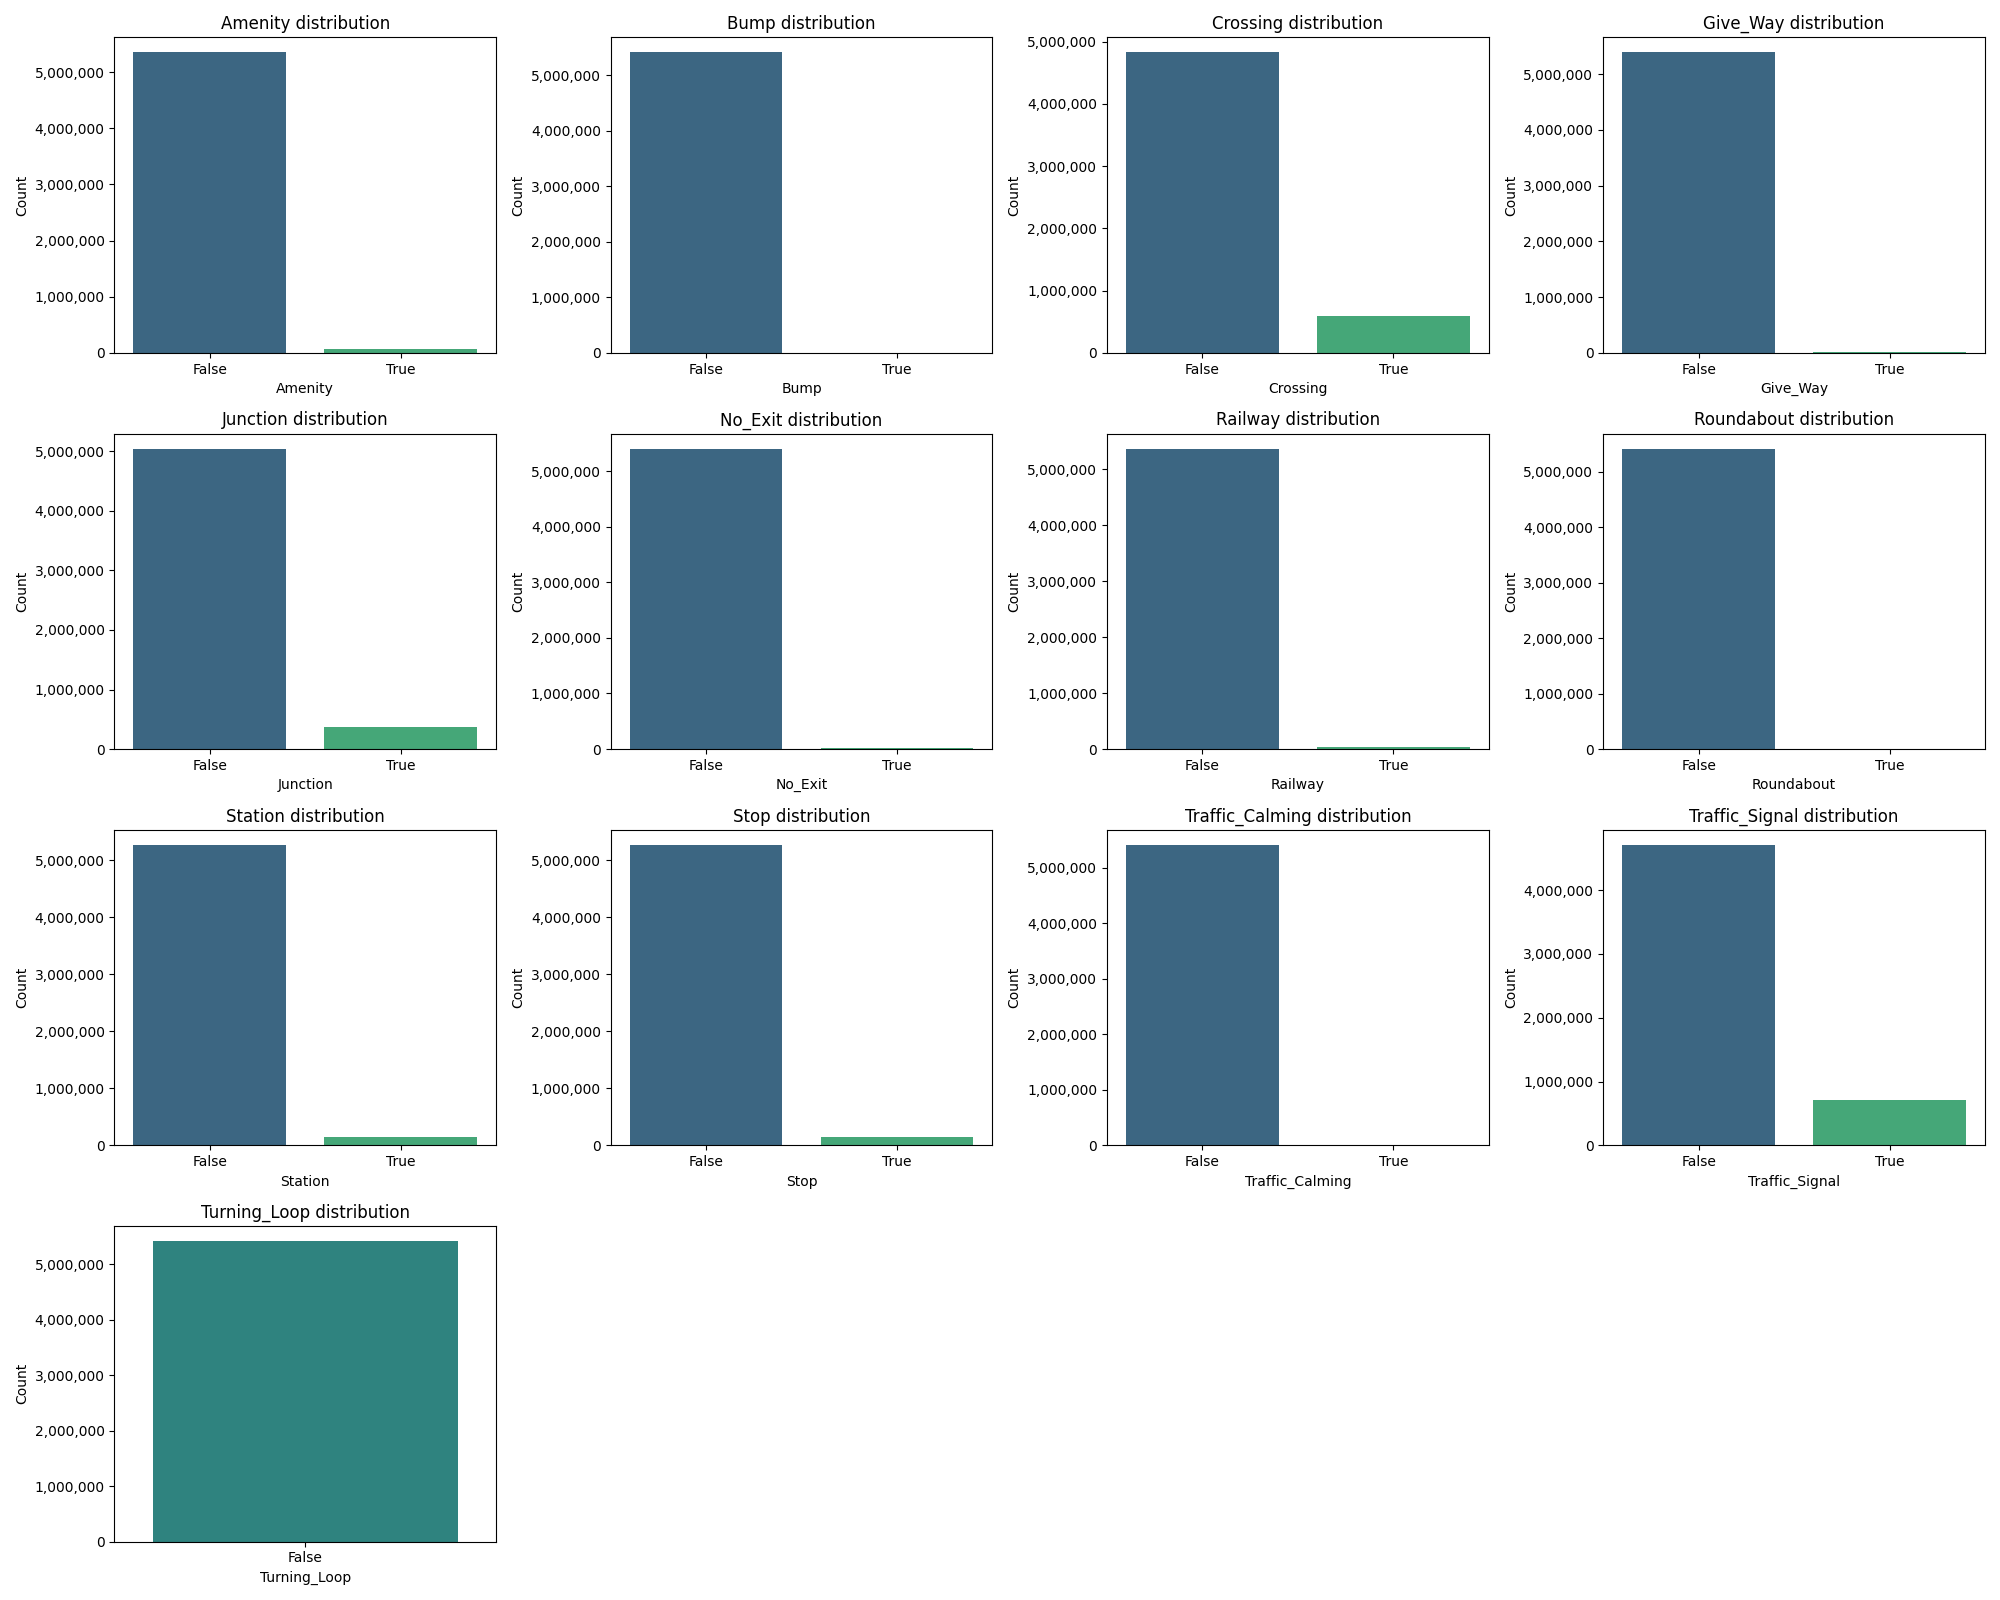 Amenity distribution
5,000,000
4,000,000
3,000,000
2,000,000
1,000,000
0
Count
False True
Amenity
Bump distribution
5,000,000
4,000,000
3,000,000
2,000,000
1,000,000
0
Count
False True
Bump
Crossing distribution
5,000,000
4,000,000
3,000,000
2,000,000
1,000,000
0
Count
False True
Crossing
Give_Way distribution
5,000,000
4,000,000
3,000,000
2,000,000
1,000,000
0
Count
False True
Give_Way
Junction distribution
5,000,000
4,000,000
3,000,000
2,000,000
1,000,000
0
Count
False True
Junction
No_Exit distribution
5,000,000
4,000,000
3,000,000
2,000,000
1,000,000
0
Count
False True
No_Exit
Railway distribution
5,000,000
4,000,000
3,000,000
2,000,000
1,000,000
0
Count
False True
Railway
Roundabout distribution
5,000,000
4,000,000
3,000,000
2,000,000
1,000,000
0
Count
False True
Roundabout
Station distribution
5,000,000
4,000,000
3,000,000
2,000,000
1,000,000
0
Count
False True
Station
Stop distribution
5,000,000
4,000,000
3,000,000
2,000,000
1,000,000
0
Count
False True
Stop
Traffic_Calming distribution
5,000,000
4,000,000
3,000,000
2,000,000
1,000,000
0
Count
False True
Traffic_Calming
Traffic_Signal distribution
4,000,000
3,000,000
2,000,000
1,000,000
0
Count
False True
Traffic_Signal
Turning_Loop distribution
5,000,000
4,000,000
3,000,000
2,000,000
1,000,000
0
Count
False
Turning_Loop